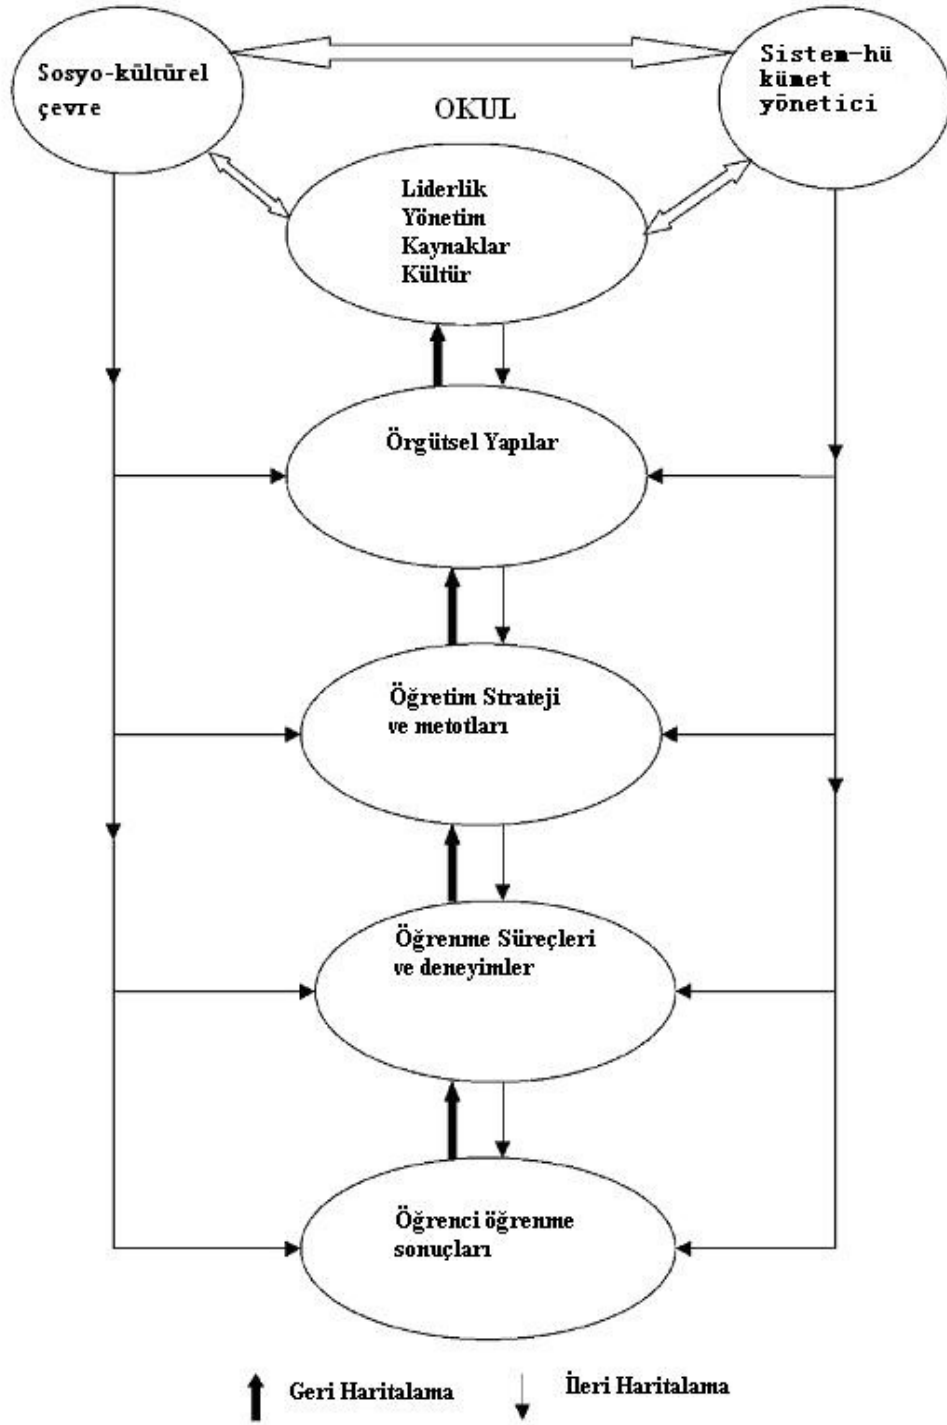 Sosyo-kültürel
çevre
Sistem-hü
kümet
yönetici
OKUL
Liderlik
Yönetim
Kaynaklar
Kültür
Örgütsel Yapılar
Öğretim Strateji
ve metotları
Öğrenme Süreçleri
ve deneyimler
Öğrenci öğrenme
sonuçları
Geri Haritalama
İleri Haritalama